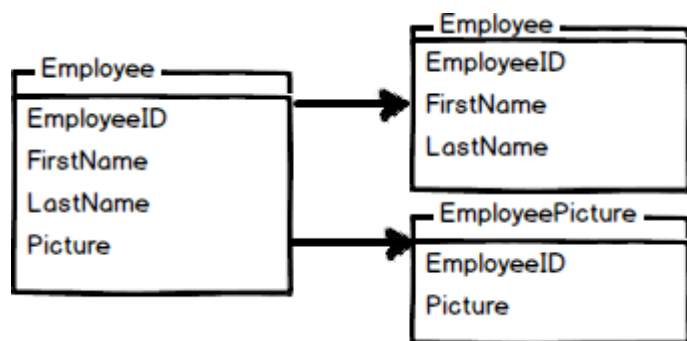 Employee
EmployeeID
FirstName
LastName
Picture
Employee
EmployeeID
FirstName
LastName
EmployeePicture
EmployeeID
Picture